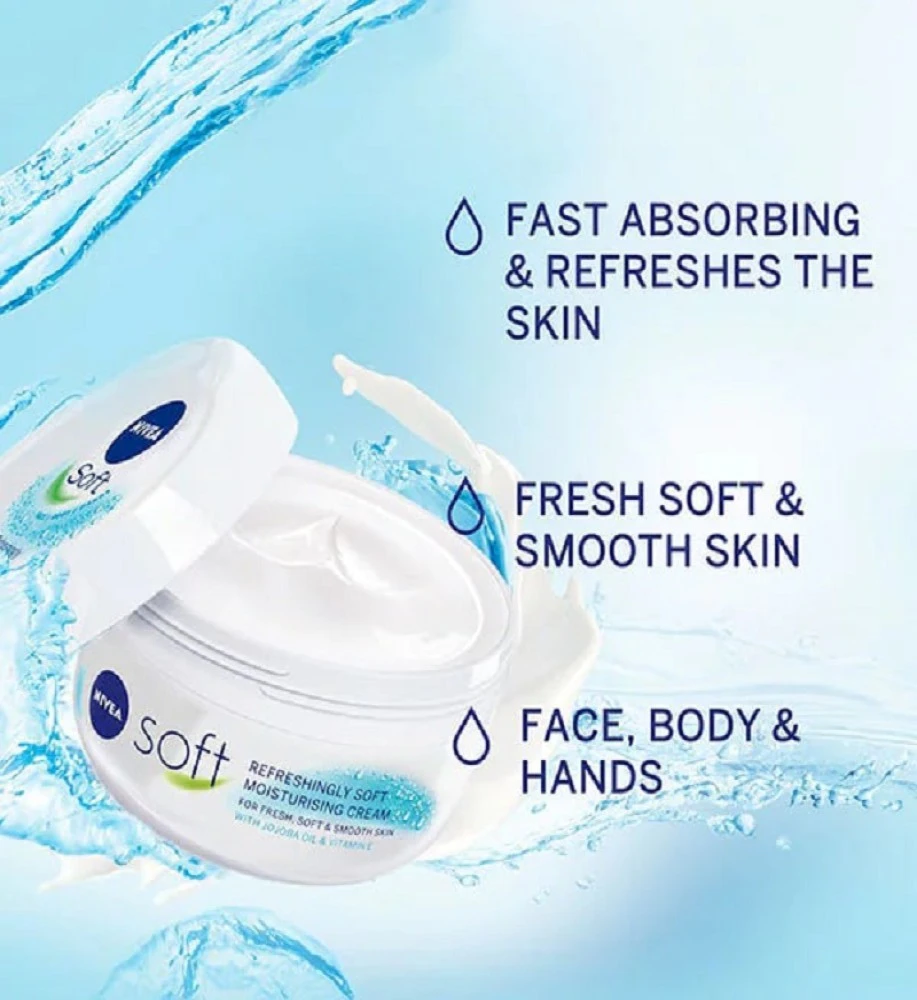 FAST ABSORBING
& REFRESHES THE
SKIN
NIVEA
Soft
FRESH SOFT &
SMOOTH SKIN
NIVEA
soft
REFRESHINGLY SOFT
MOISTURISING CREAM
FOR FRESH, SOFT & SMOOTH SKIN
WITH JOJOBA OIL & VITAMIN E
FACE, BODY &
HANDS